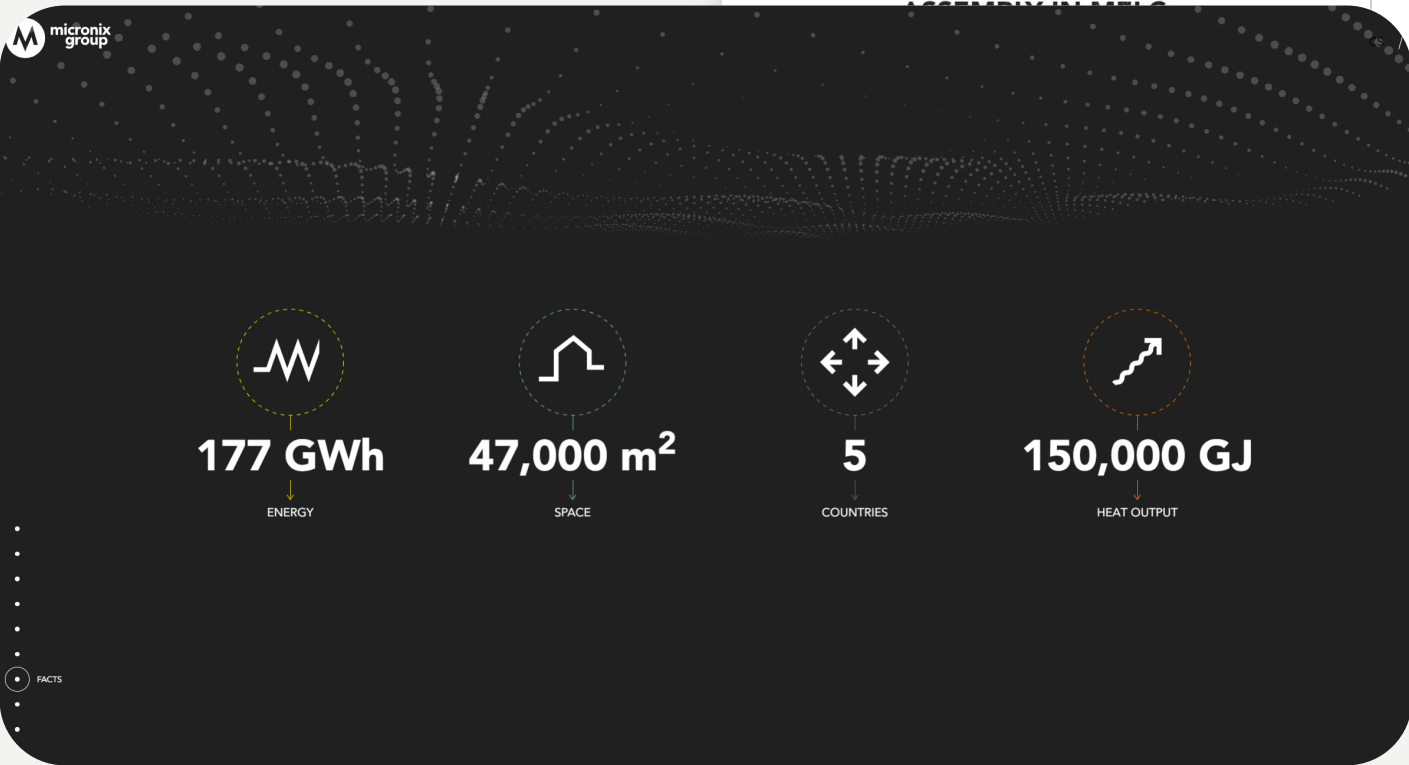 micronix
group
177 GWh
ENERGY
47,000 m²
SPACE
5
COUNTRIES
150,000 GJ
HEAT OUTPUT
FACTS